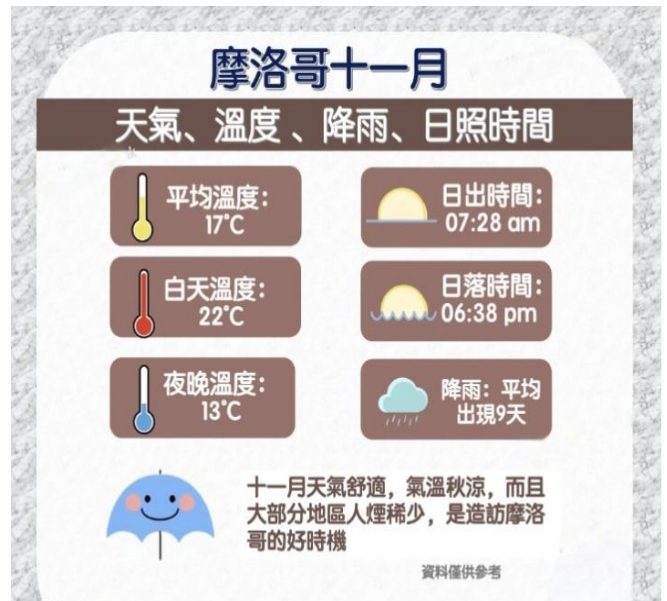 摩洛哥十一月
天氣、溫度、降雨、日照時間
平均溫度：
17°C
日出時間：
07:28 am
白天溫度：
22°C
日落時間：
06:38 pm
夜晚溫度：
13°C
降雨：平均
出現9天
十一月天氣舒適，氣溫秋涼，而且
大部分地區人煙稀少，是造訪摩洛
哥的好時機
資料僅供參考